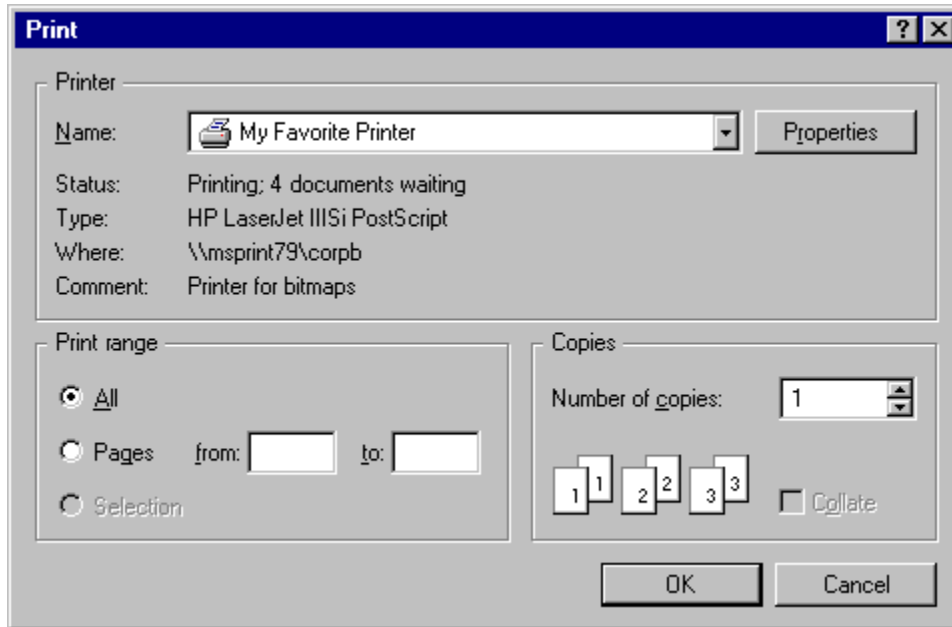 Print
Printer
Name: My Favorite Printer Properties
Status: Printing; 4 documents waiting
Type: HP LaserJet IIISi PostScript
Where: \\msprint79\corpb
Comment: Printer for bitmaps
Print range
All
Pages from: to:
Selection
Copies
Number of copies: 1
1 1 2 2 3 3
Collate
OK Cancel